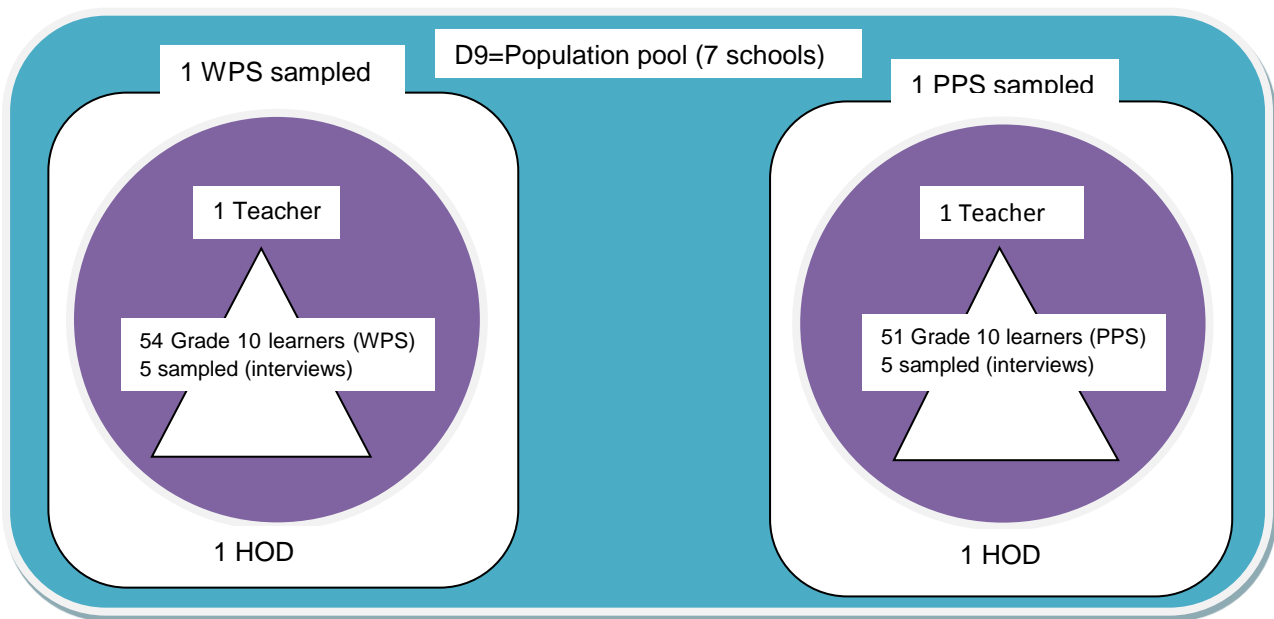 D9=Population pool (7 schools)
1 WPS sampled
1 Teacher
54 Grade 10 learners (WPS)
5 sampled (interviews)
1 HOD
1 PPS sampled
1 Teacher
51 Grade 10 learners (PPS)
5 sampled (interviews)
1 HOD